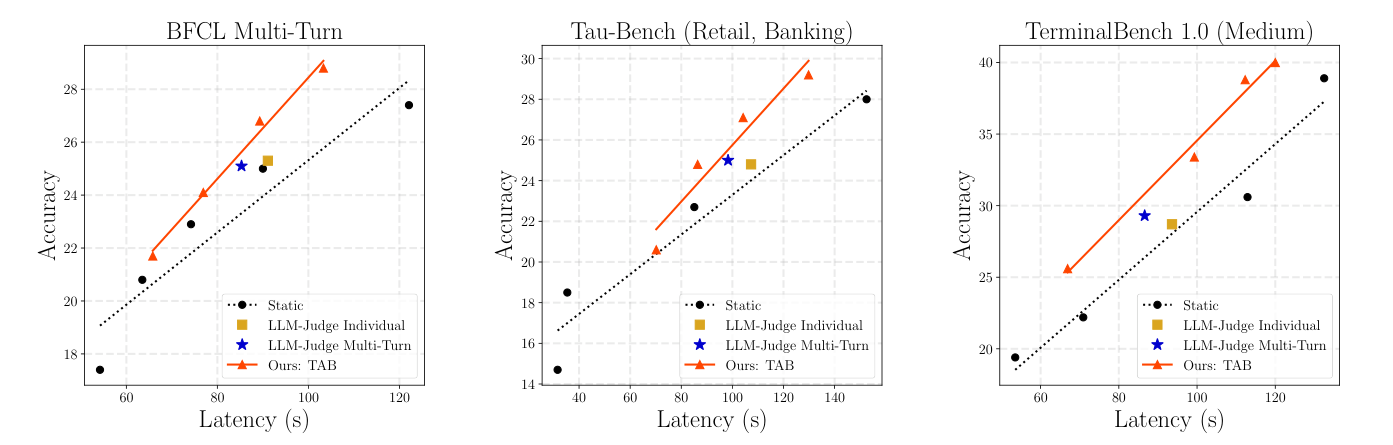 BFCL Multi-Turn
28
26
24
22
20
18
60
80
100
120
Accuracy
Latency (s)
Static
LLM-Judge Individual
LLM-Judge Multi-Turn
Ours: TAB
Tau-Bench (Retail, Banking)
30
28
26
24
22
20
18
16
14
40
60
80
100
120
140
Accuracy
Latency (s)
Static
LLM-Judge Individual
LLM-Judge Multi-Turn
Ours: TAB
TerminalBench 1.0 (Medium)
40
35
30
25
20
60
80
100
120
Accuracy
Latency (s)
Static
LLM-Judge Individual
LLM-Judge Multi-Turn
Ours: TAB